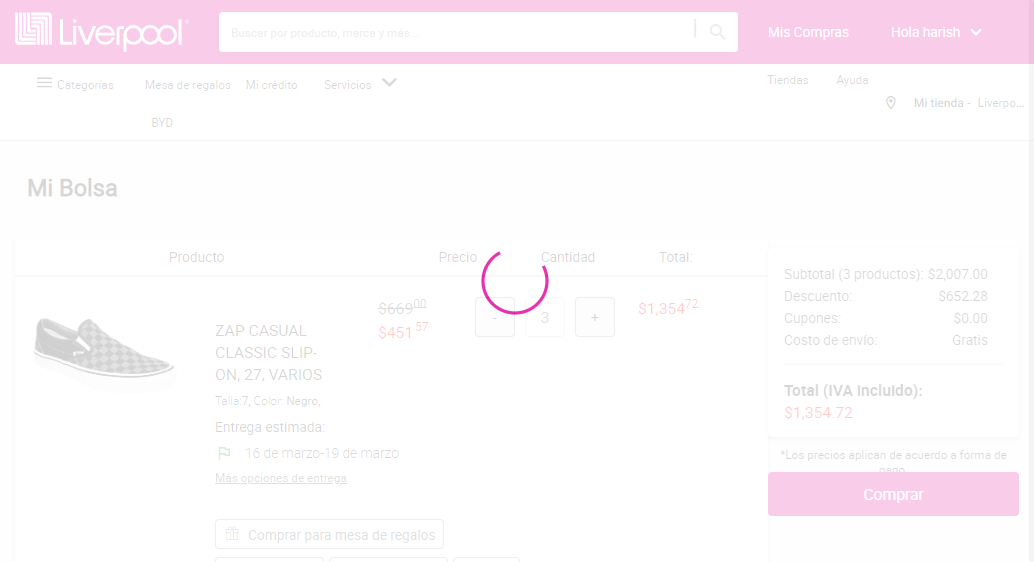 Liverpool
Buscar por producto, marca y más...
Mis Compras
Hola harish
Categorías
Mesa de regalos
Mi crédito
Servicios
Tiendas
Ayuda
Mi tienda - Liverpo...
BYD
Mi Bolsa
Producto Precio Cantidad Total:
$669 00
$451 57
- 3 +
$1,354 72
ZAP CASUAL
CLASSIC SLIP-
ON, 27, VARIOS
Talla:7, Color: Negro,
Entrega estimada:
16 de marzo-19 de marzo
Más opciones de entrega
Comprar para mesa de regalos
Subtotal (3 productos): $2,007.00
Descuento: $652.28
Cupones: $0.00
Costo de envío: Gratis
Total (IVA incluido):
$1,354.72
*Los precios aplican de acuerdo a forma de
Comprar